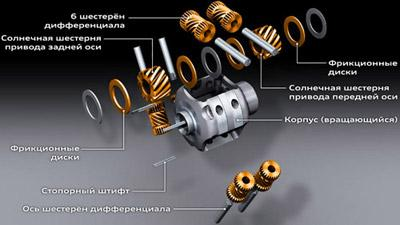 6 шестерён
дифференциала
Солнечная шестерня
привода задней оси
Фрикционные
диски
Солнечная шестерня
привода передней оси
Корпус (вращающийся)
Фрикционные
диски
Стопорный штифт
Ось шестерён дифференциала